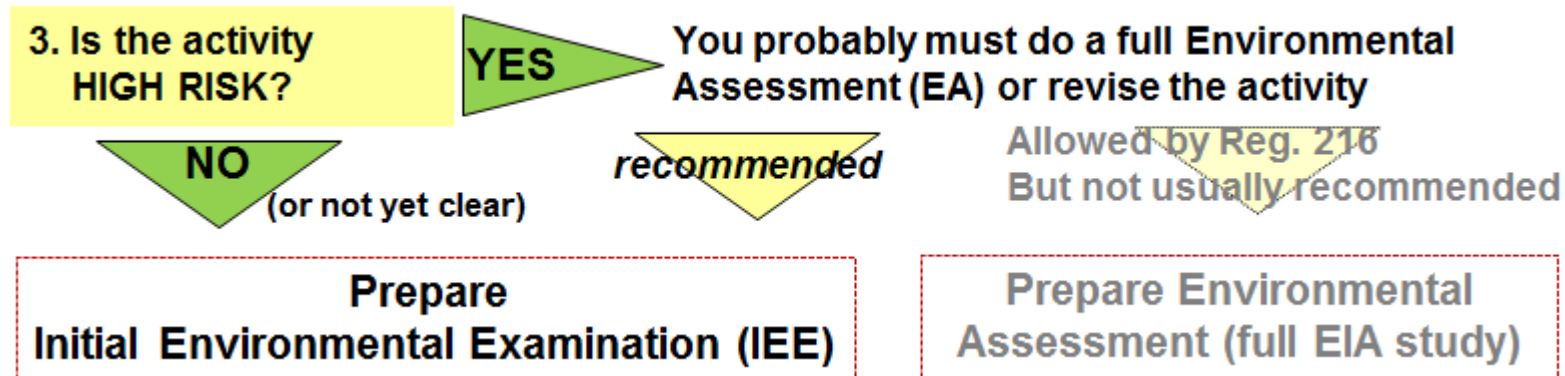 3. Is the activity
HIGH RISK?
YES
You probably must do a full Environmental
Assessment (EA) or revise the activity
NO
(or not yet clear)
recommended
Allowed by Reg. 216
But not usually recommended
Prepare
Initial Environmental Examination (IEE)
Prepare Environmental
Assessment (full EIA study)